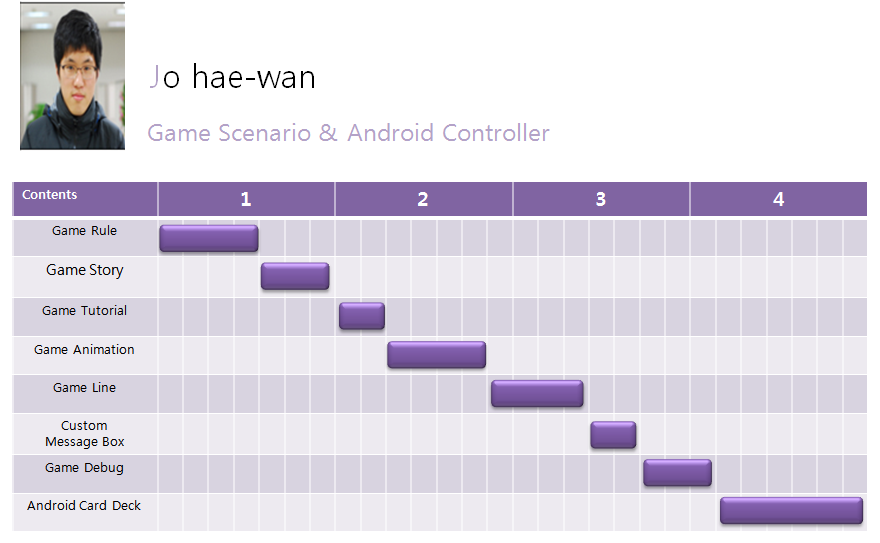 Jo hae-wan
Game Scenario & Android Controller
Contents 1 2 3 4
Game Rule
Game Story
Game Tutorial
Game Animation
Game Line
Custom
Message Box
Game Debug
Android Card Deck